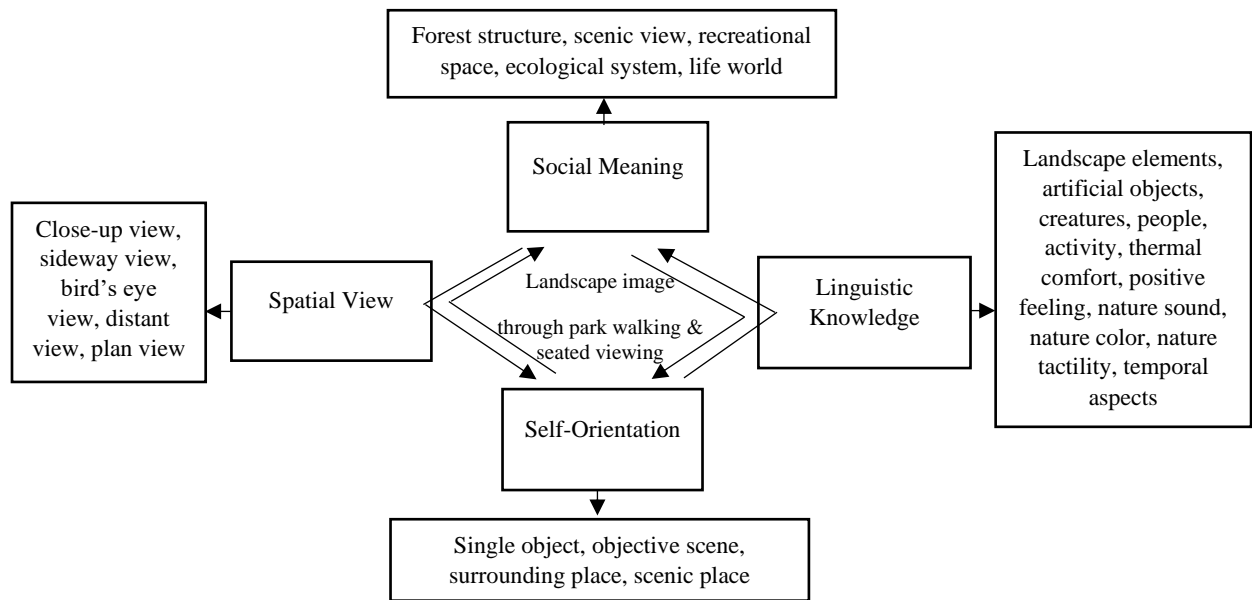 Forest structure, scenic view, recreational
space, ecological system, life world
Social Meaning
Landscape elements,
artificial objects,
creatures, people,
activity, thermal
comfort, positive
feeling, nature sound,
nature color, nature
tactility, temporal
aspects
Close-up view,
sideway view,
bird’s eye
view, distant
view, plan view
Spatial View
Landscape image
through park walking &
seated viewing
Linguistic
Knowledge
Self-Orientation
Single object, objective scene,
surrounding place, scenic place